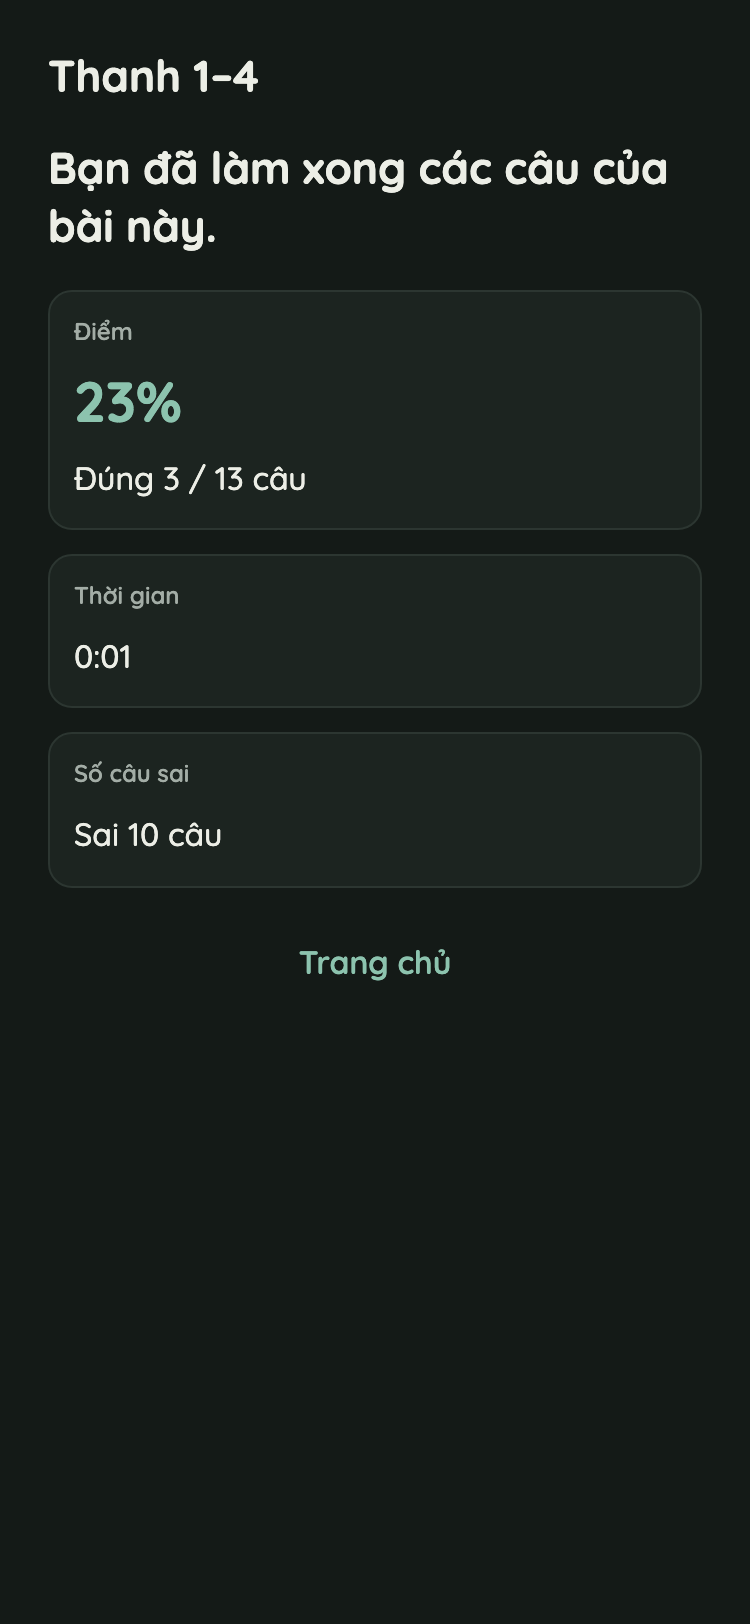 Thanh 1–4
Bạn đã làm xong các câu của
bài này.
Điểm
23%
Đúng 3 / 13 câu
Thời gian
0:01
Số câu sai
Sai 10 câu
Trang chủ